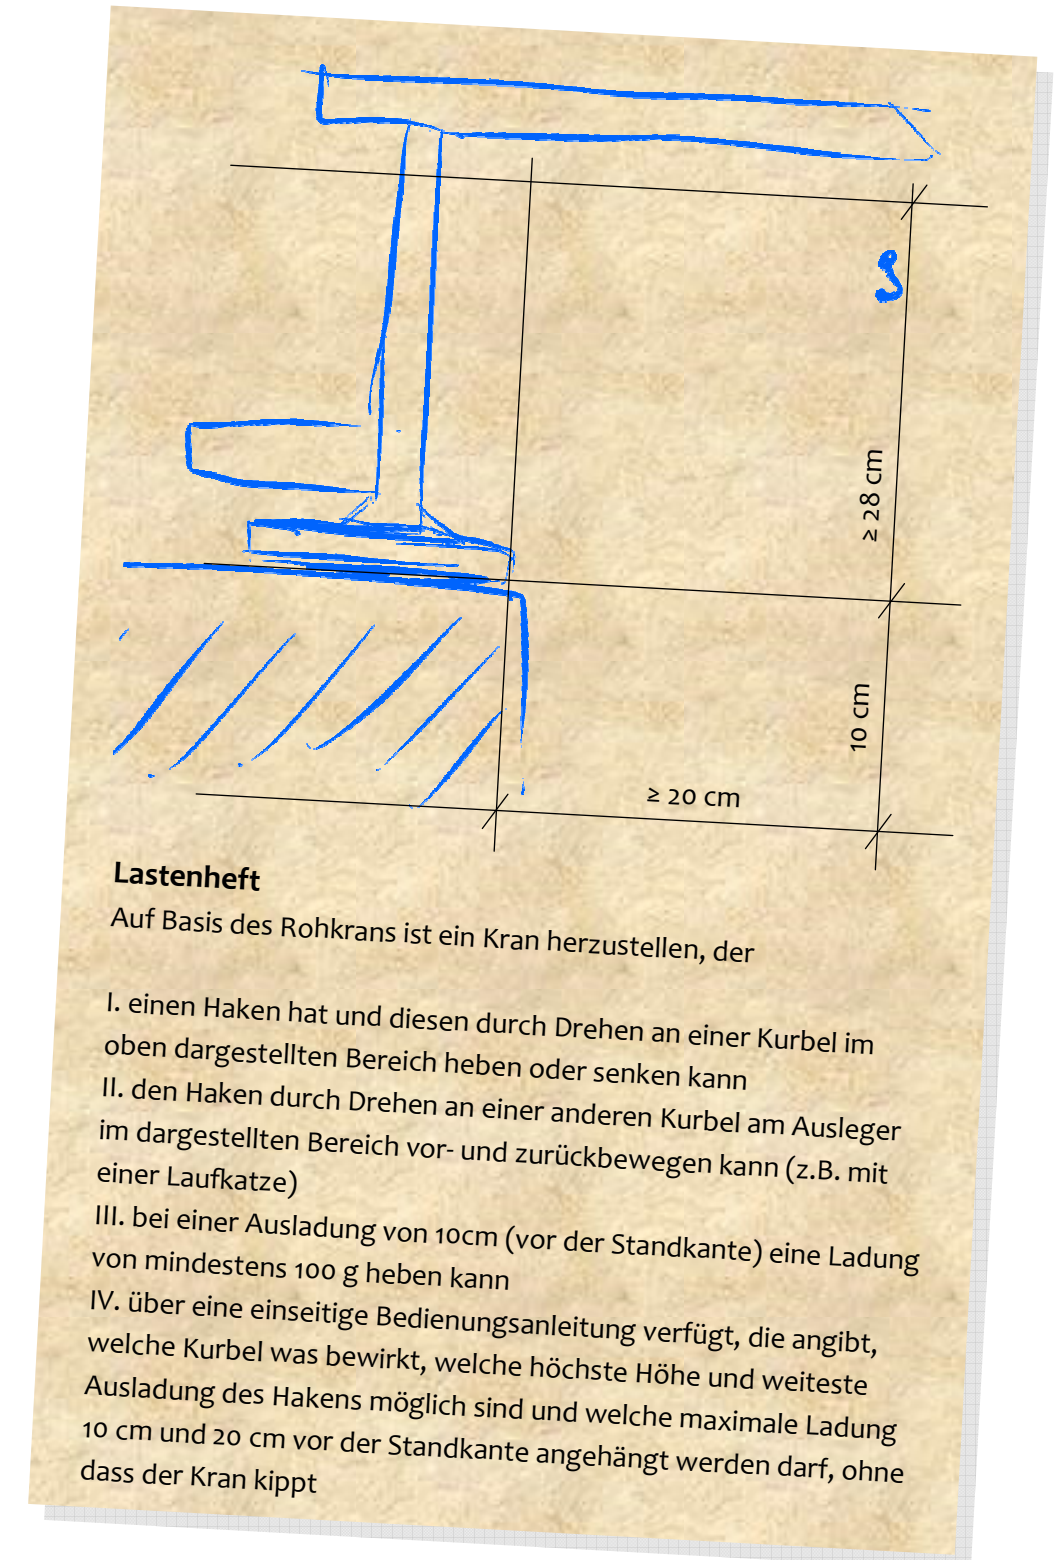 ≥ 28 cm
10 cm
≥ 20 cm
Lastenheft
Auf Basis des Rohkrans ist ein Kran herzustellen, der
I. einen Haken hat und diesen durch Drehen an einer Kurbel im
oben dargestellten Bereich heben oder senken kann
II. den Haken durch Drehen an einer anderen Kurbel am Ausleger
im dargestellten Bereich vor- und zurückbewegen kann (z.B. mit
einer Laufkatze)
III. bei einer Ausladung von 10cm (vor der Standkante) eine Ladung
von mindestens 100 g heben kann
IV. über eine einseitige Bedienungsanleitung verfügt, die angibt,
welche Kurbel was bewirkt, welche höchste Höhe und weiteste
Ausladung des Hakens möglich sind und welche maximale Ladung
10 cm und 20 cm vor der Standkante angehängt werden darf, ohne
dass der Kran kippt